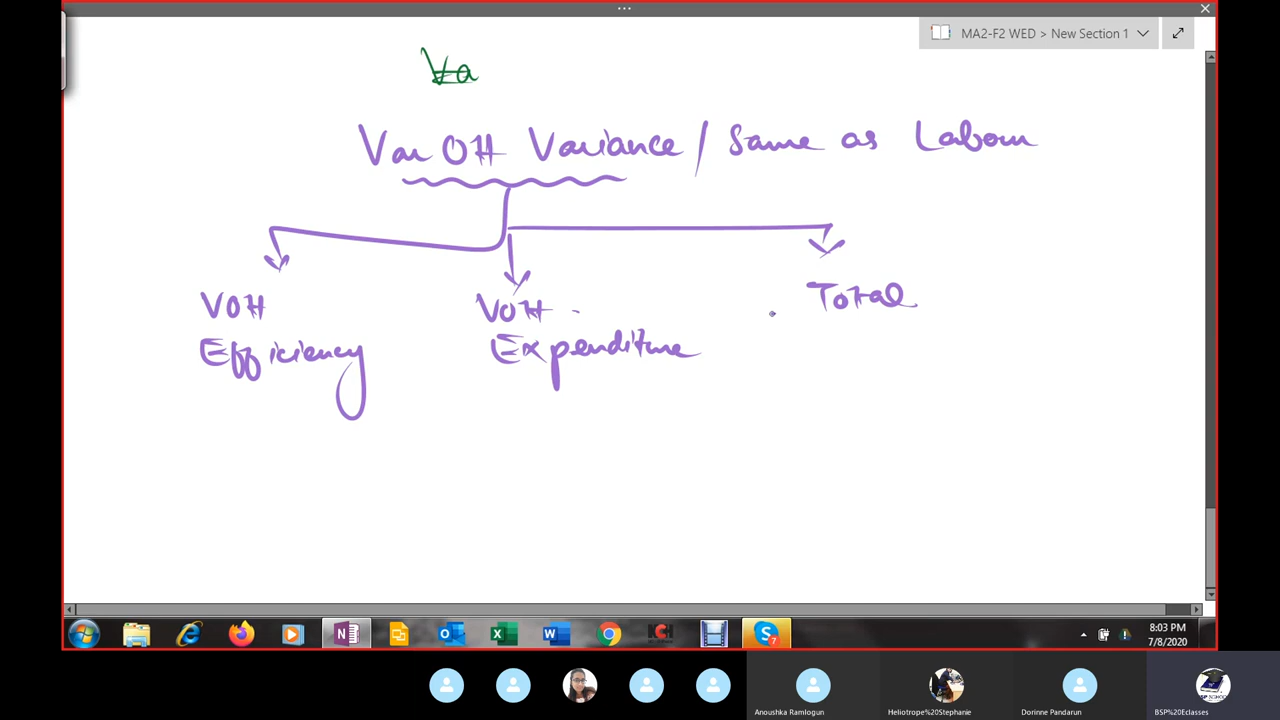 MA2-F2 WED > New Section 1
Va
Var OH Variance / Same as Labour
VOH
Efficiency
VOH
Expenditure
Total
8:03 PM
7/8/2020
Anoushka Ramlogun
Heliotrope%20Stephanie
Dorinne Pandarun
BSP%20Eclasses